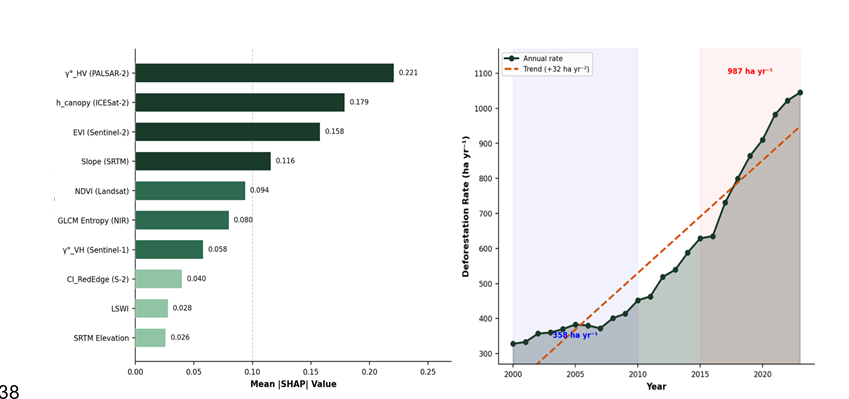 γ°_HV (PALSAR-2)
0.221
h_canopy (ICESat-2)
0.179
EVI (Sentinel-2)
0.158
Slope (SRTM)
0.116
NDVI (Landsat)
0.094
GLCM Entropy (NIR)
0.080
γ°_VH (Sentinel-1)
0.058
CI_RedEdge (S-2)
0.040
LSWI
0.028
SRTM Elevation
0.026
0.00 0.05 0.10 0.15 0.20 0.25
Mean |SHAP| Value
Annual rate
Trend (+32 ha yr⁻²)
987 ha yr⁻¹
358 ha yr⁻¹
Deforestation Rate (ha yr⁻¹)
1100
1000
900
800
700
600
500
400
300
2000 2005 2010 2015 2020
Year
38